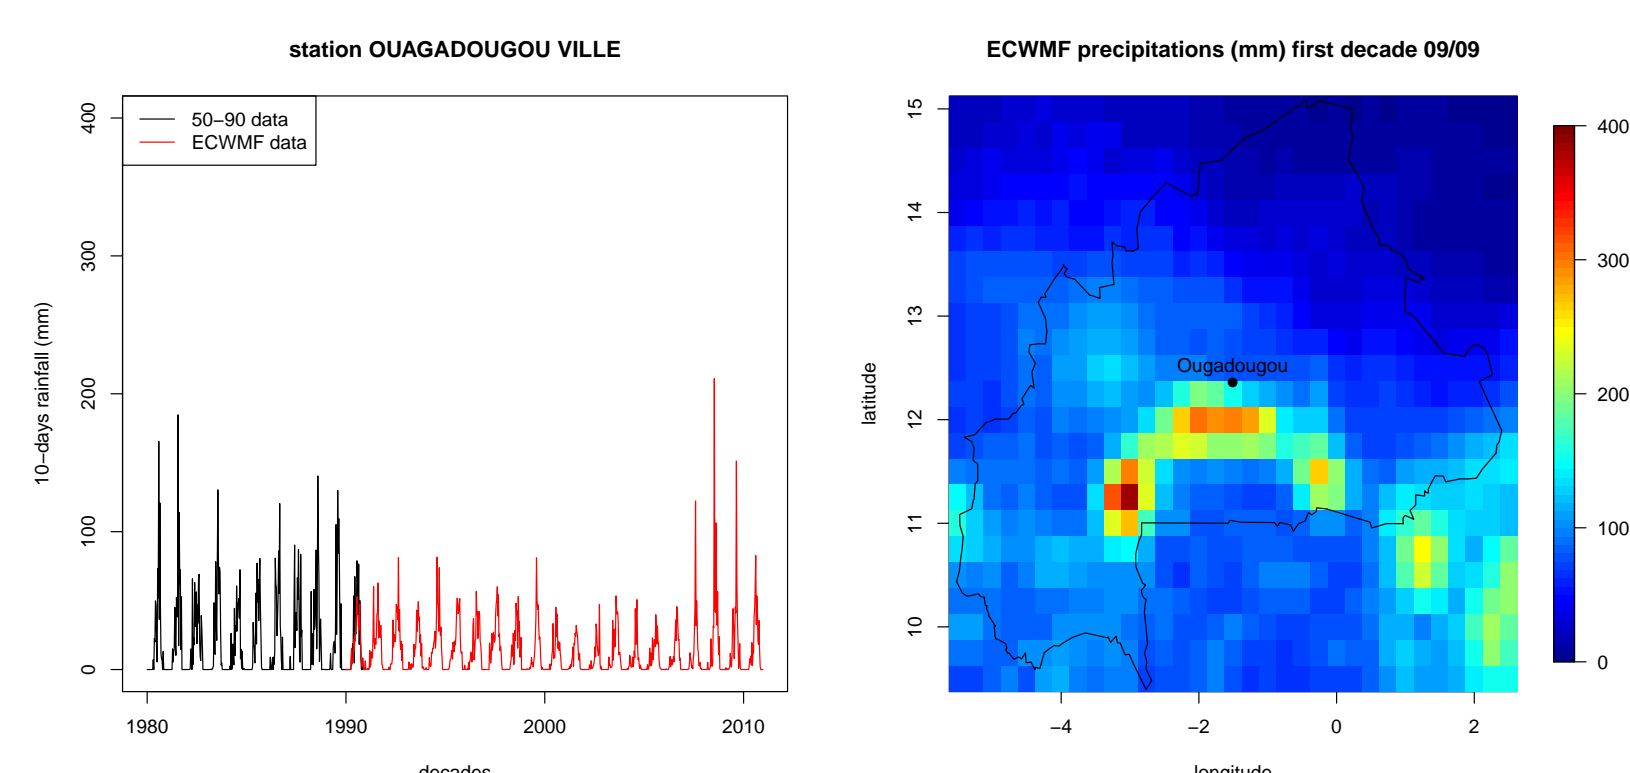 station OUAGADOUGOU VILLE
50−90 data
ECWMF data
10−days rainfall (mm)
0
100
200
300
400
1980
1990
2000
2010
decades
ECWMF precipitations (mm) first decade 09/09
Ougadougou
latitude
10
11
12
13
14
15
−4
−2
0
2
longitude
400
300
200
100
0